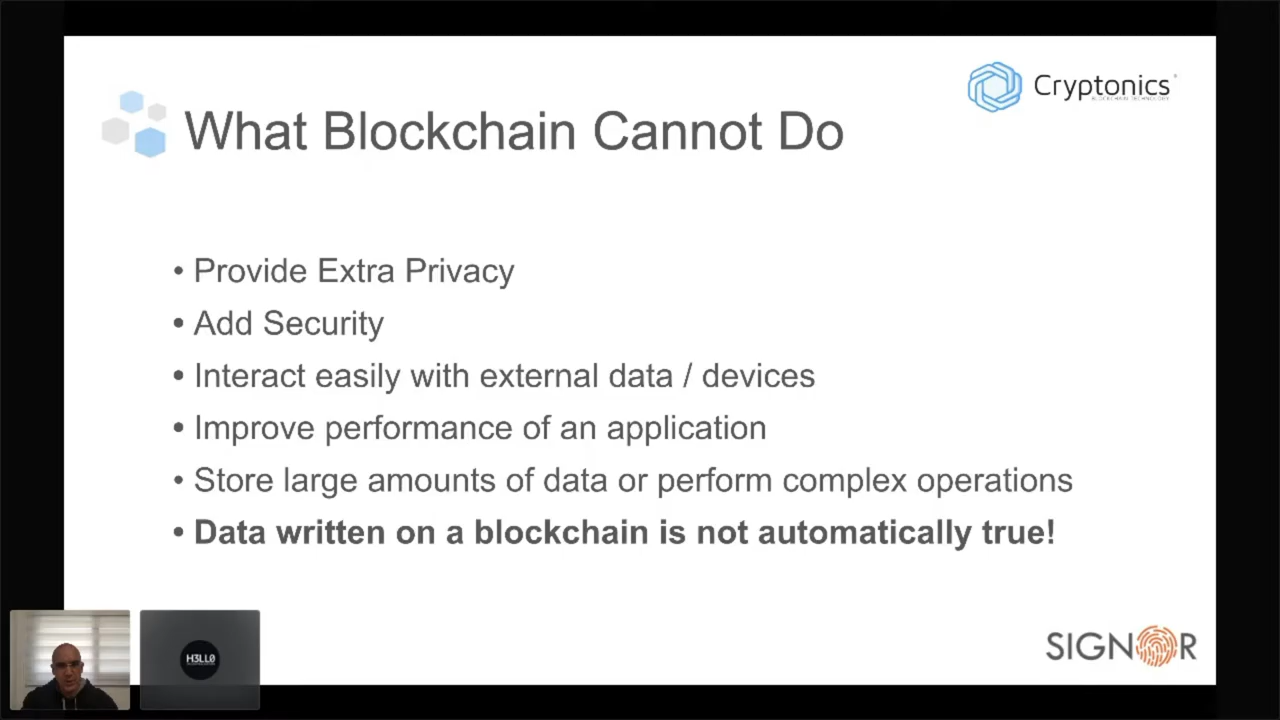 Cryptonics
BLOCKCHAIN TECHNOLOGY
What Blockchain Cannot Do
• Provide Extra Privacy
• Add Security
• Interact easily with external data / devices
• Improve performance of an application
• Store large amounts of data or perform complex operations
• Data written on a blockchain is not automatically true!
H3LL0
SIGNOR